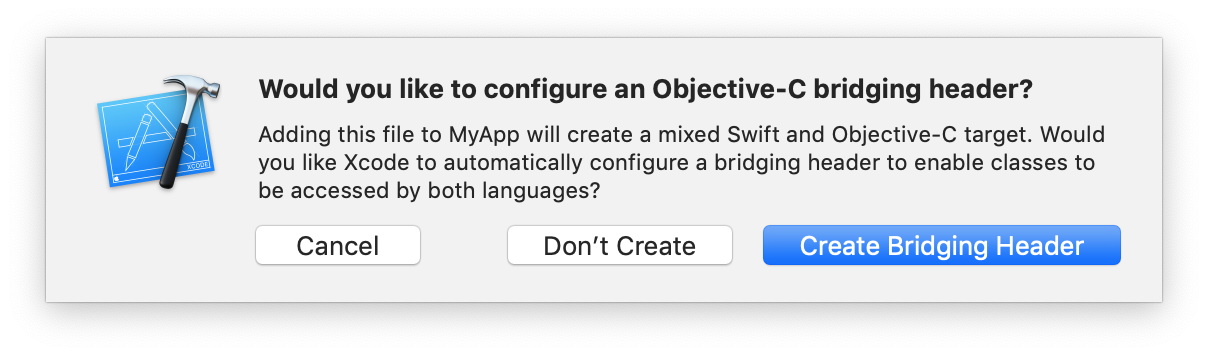 Would you like to configure an Objective-C bridging header?
Adding this file to MyApp will create a mixed Swift and Objective-C target. Would
you like Xcode to automatically configure a bridging header to enable classes to
be accessed by both languages?
XCODE
Cancel
Don’t Create
Create Bridging Header